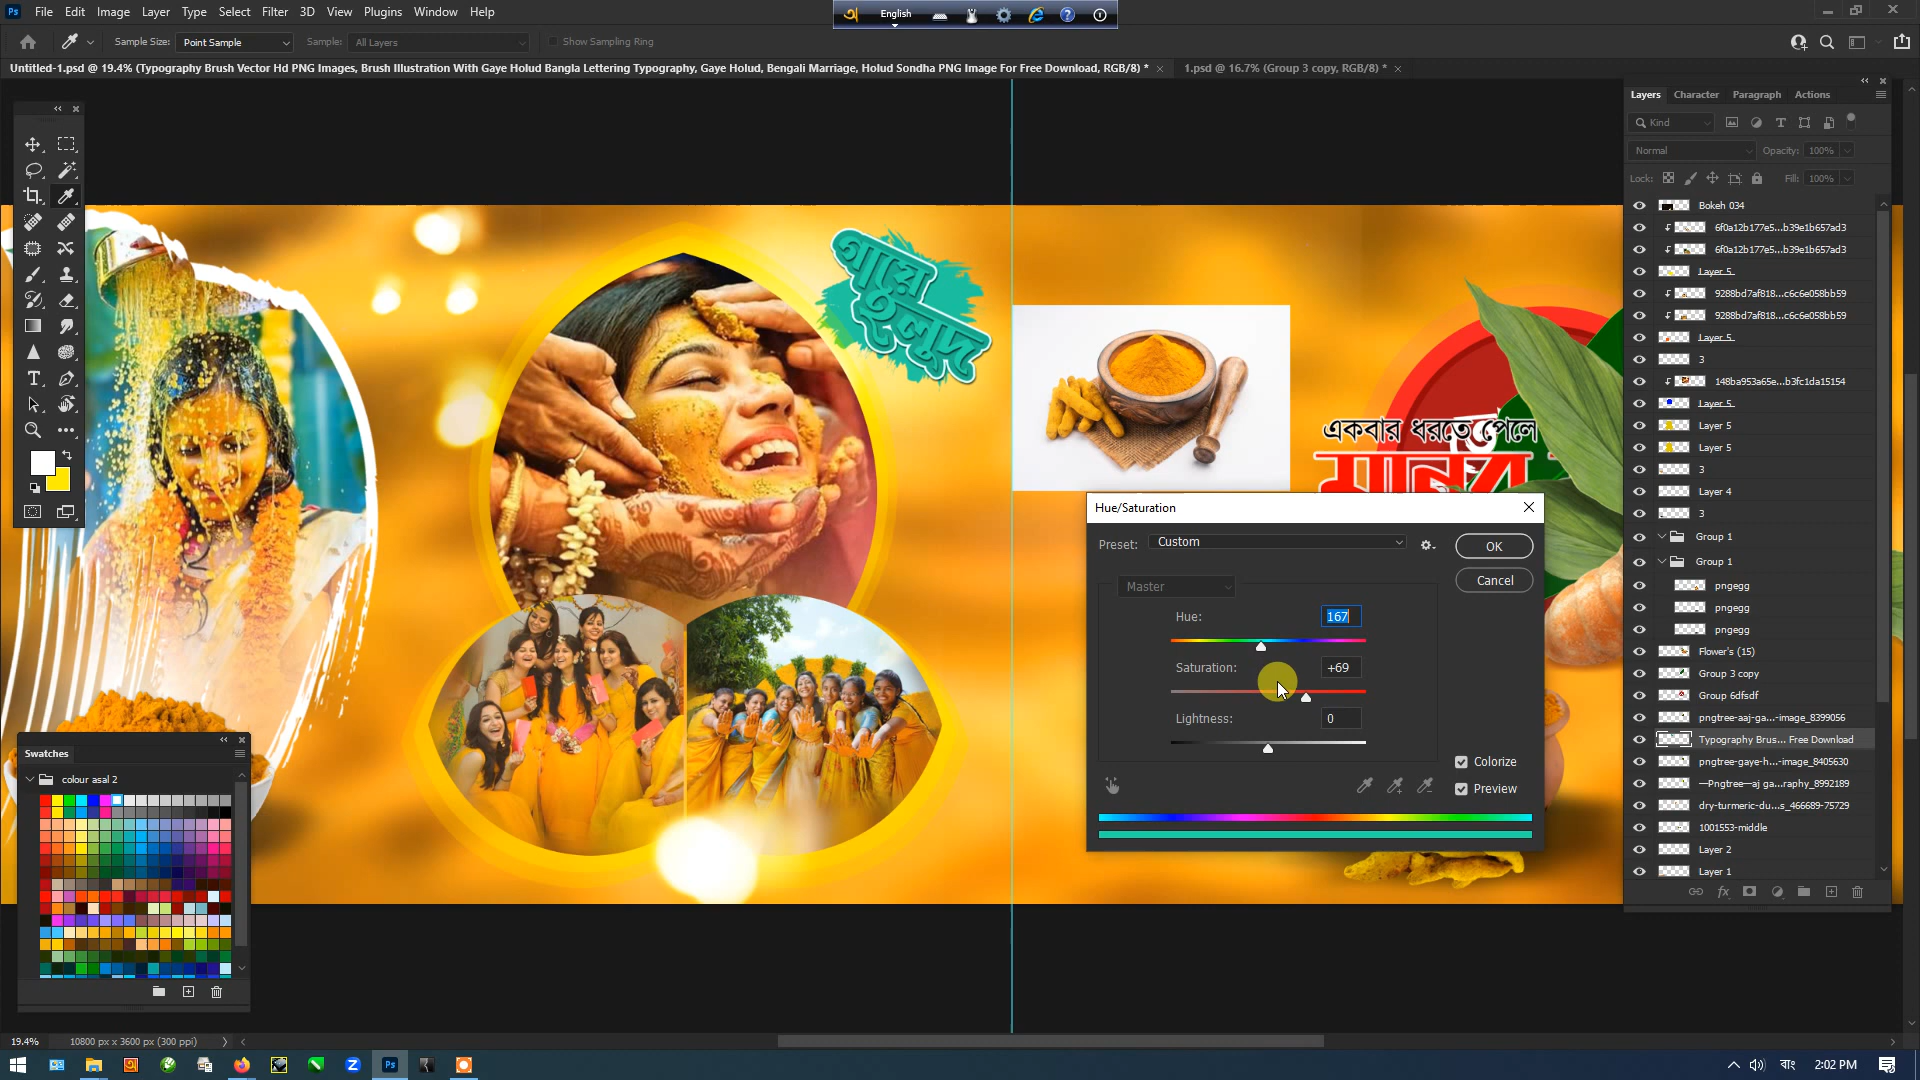 Ps File Edit Image Layer Type Select Filter 3D View Plugins Window Help
English
Sample Size: Point Sample Sample: All Layers Show Sampling Ring
Untitled-1.psd @ 19.4% (Typography Brush Vector Hd PNG Images, Brush Illustration With Gaye Holud Bangla Lettering Typography, Gaye Holud, Bengali Marriage, Holud Sondha PNG Image For Free Download, RGB/8) *
1.psd @ 16.7% (Group 3 copy, RGB/8) *
Layers Character Paragraph Actions
Kind
Normal Opacity: 100%
Lock: Fill: 100%
Bokeh 034
6f0a12b177e5...b39e1b657ad3
6f0a12b177e5...b39e1b657ad3
Layer 5
9288bd7af818...c6c6e058bb59
9288bd7af818...c6c6e058bb59
Layer 5
3
148ba953a65e...b3fc1da15154
Layer 5
Layer 5
Layer 5
3
Layer 4
3
Group 1
Group 1
pngegg
pngegg
pngegg
Flower's (15)
Group 3 copy
Group 6dfsdf
pngtree-aaj-ga...-image_8399056
Typography Brus... Free Download
pngtree-gaye-h...-image_8405630
—Pngtree—aj ga...raphy_8992189
dry-turmeric-du...s_466689-75729
1001553-middle
Layer 2
Layer 1
গায়ে
হলুদ
একবার ধরতে পেলে
মানুষ
Hue/Saturation
Preset: Custom
OK
Cancel
Master
Hue: 167
Saturation: +69
Lightness: 0
Colorize
Preview
Swatches
colour asal 2
19.4% 10800 px x 3600 px (300 ppi)
Ps
বাং 2:02 PM